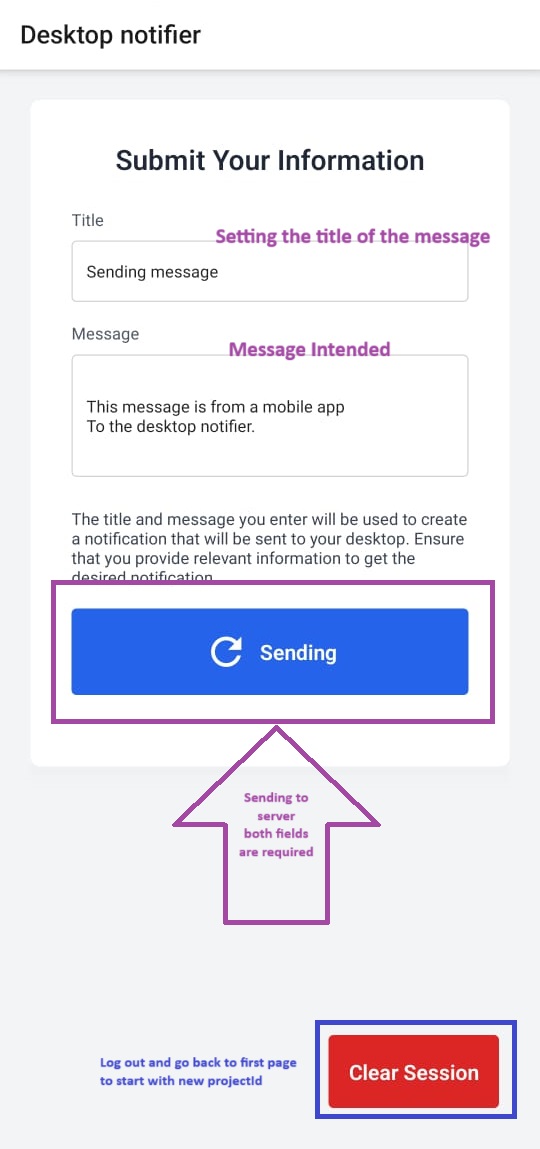 Desktop notifier
Submit Your Information
Title
Setting the title of the message
Sending message
Message
Message Intended
This message is from a mobile app
To the desktop notifier.
The title and message you enter will be used to create
a notification that will be sent to your desktop. Ensure
that you provide relevant information to get the
desired notification
Sending
Sending to
server
both fields
are required
Log out and go back to first page
to start with new projectId
Clear Session